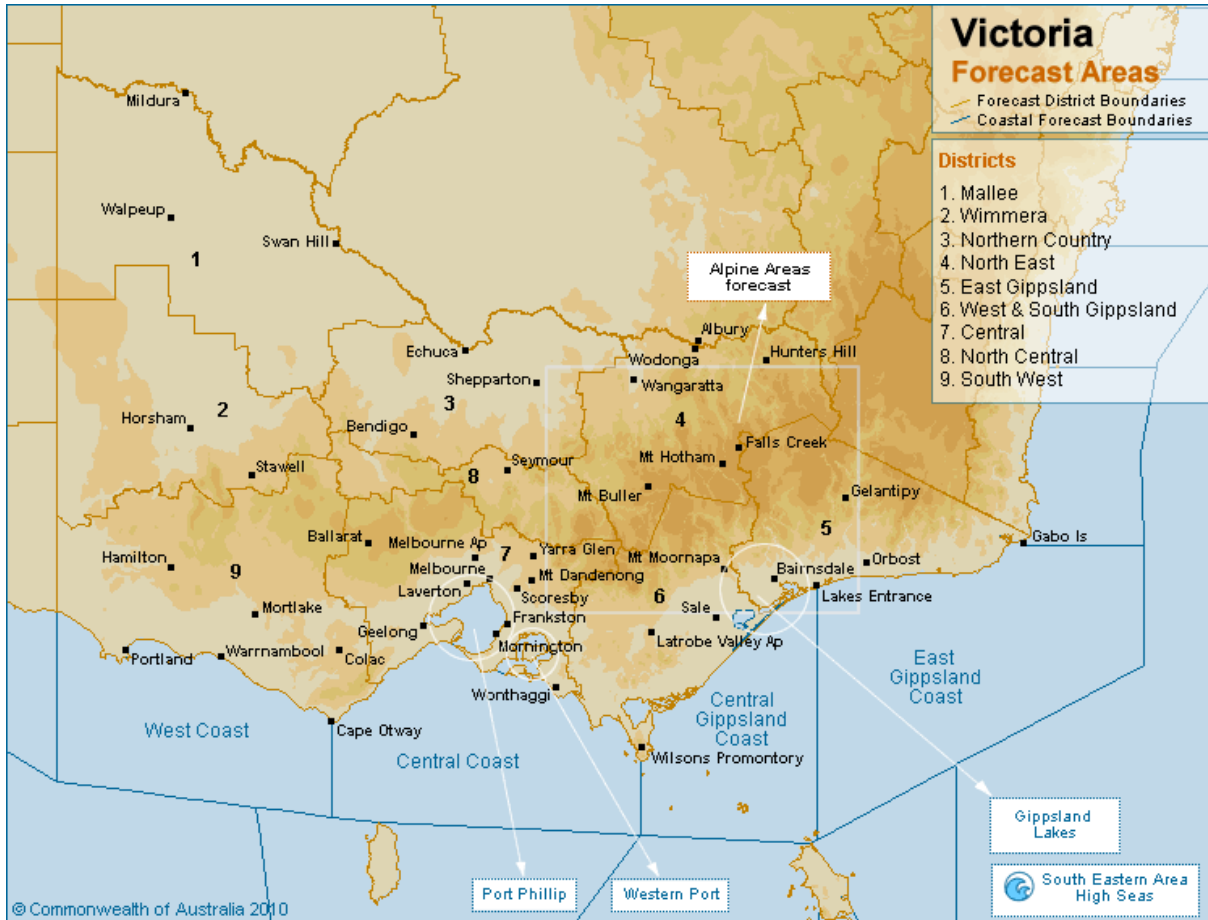 Victoria
Forecast Areas
Forecast District Boundaries
Coastal Forecast Boundaries
Districts
1. Mallee
2. Wimmera
3. Northern Country
4. North East
5. East Gippsland
6. West & South Gippsland
7. Central
8. North Central
9. South West
Mildura
Walpeup
Swan Hill
1
Alpine Areas
forecast
Albury
Echuca
Wodonga
Hunters Hill
Shepparton
Wangaratta
2
3
4
Horsham
Bendigo
Falls Creek
Stawell
Seymour
Mt Hotham
8
Mt Buller
Gelantipy
5
Ballarat
Melbourne Ap
7
Yarra Glen
Mt Moornapa
Orbost
Gabo Is
Hamilton
9
Melbourne
Mt Dandenong
Bairnsdale
Laverton
Scoresby
6
Lakes Entrance
Mortlake
Sale
Geelong
Frankston
Latrobe Valley Ap
Portland
Warrnambool
Colac
Mornington
Wonthaggi
East
Gippsland
Coast
Central
Gippsland
Coast
West Coast
Cape Otway
Central Coast
Wilsons Promontory
Gippsland
Lakes
Port Phillip
Western Port
South Eastern Area
High Seas
© Commonwealth of Australia 2010